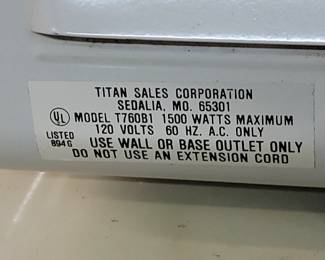 TITAN SALES CORPORATION
SEDALIA, MO. 65301
UL MODEL T760B1 1500 WATTS MAXIMUM
LISTED 120 VOLTS 60 HZ. A.C. ONLY
894G USE WALL OR BASE OUTLET ONLY
DO NOT USE AN EXTENSION CORD